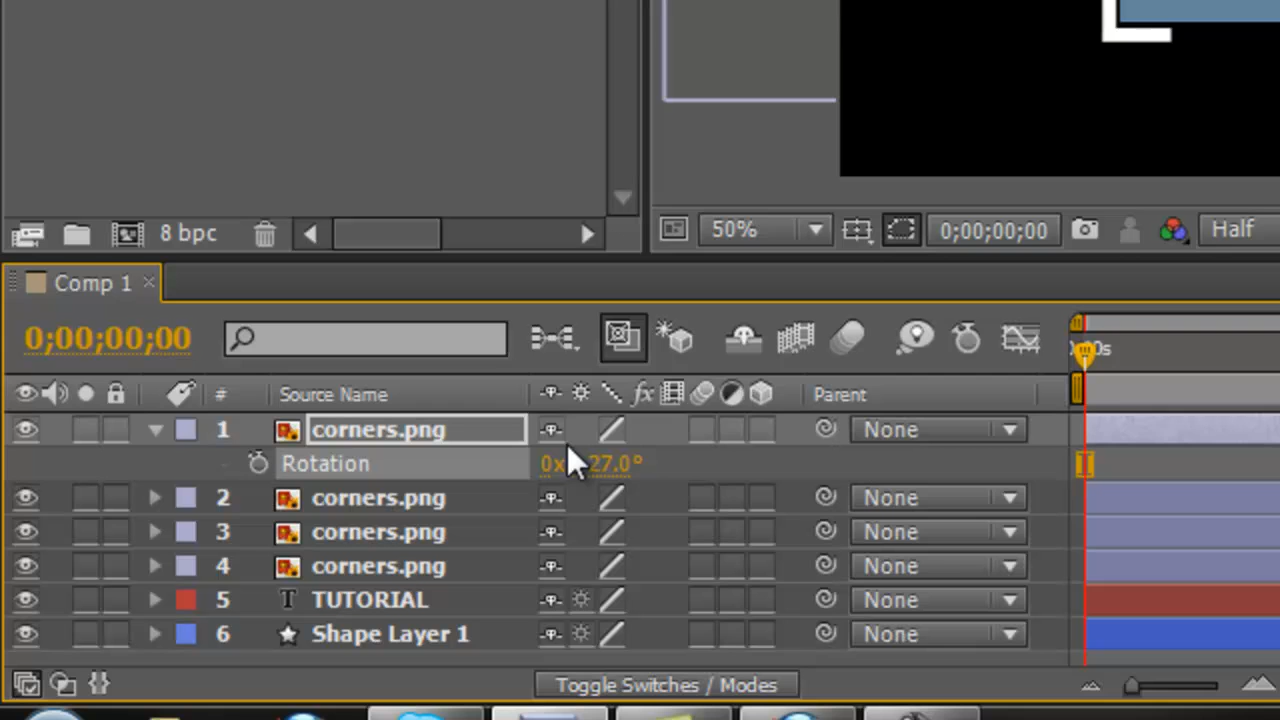 8 bpc
50%
0;00;00;00
Half
Comp 1
0;00;00;00
# Source Name fx Parent
1 corners.png None
Rotation 0x 27.0°
2 corners.png None
3 corners.png None
4 corners.png None
5 T TUTORIAL None
6 Shape Layer 1 None
Toggle Switches / Modes